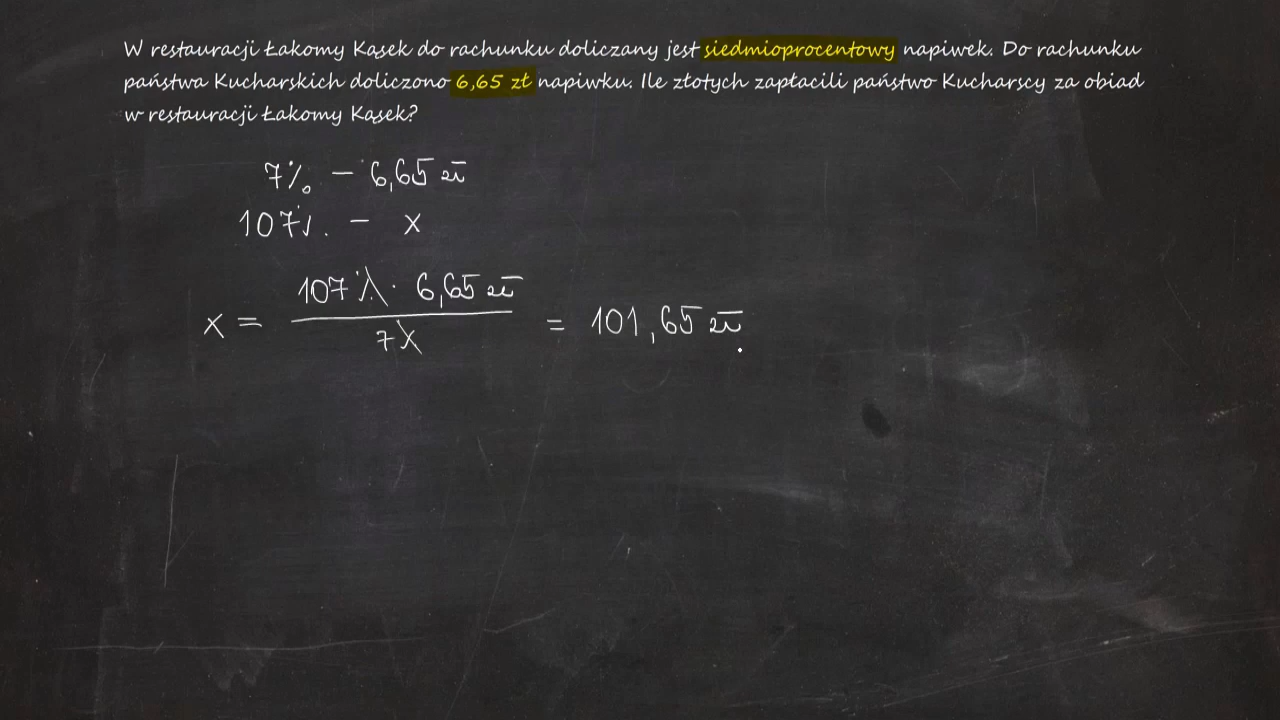 W restauracji Łakomy Kąsek do rachunku doliczany jest siedmioprocentowy napiwek. Do rachunku
państwa Kucharskich doliczono 6,65 zł napiwku. Ile złotych zapłacili państwo Kucharscy za obiad
w restauracji Łakomy Kąsek?
7% - 6,65 zł
107% - x
x = \frac{107% · 6,65 zł}{7%} = 101,65 zł.